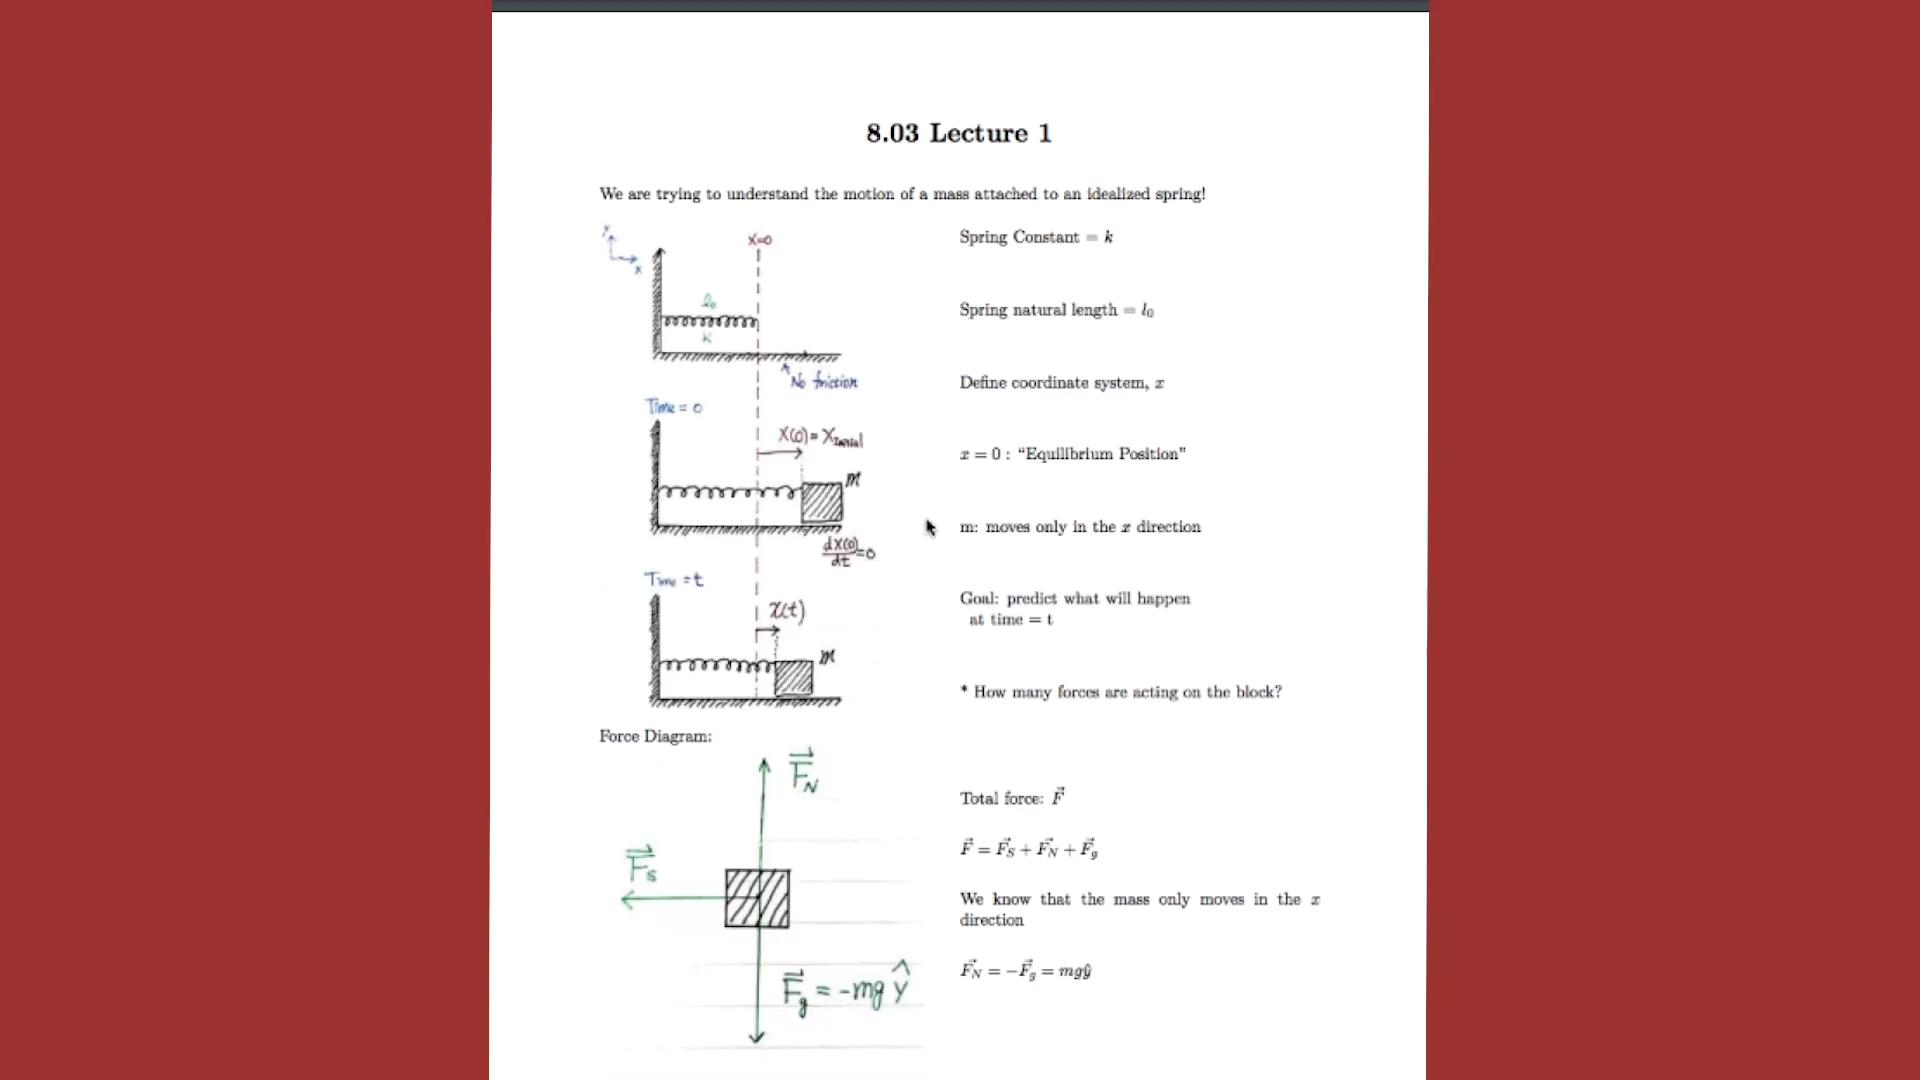 8.03 Lecture 1
We are trying to understand the motion of a mass attached to an idealized spring!
y
x
x=0
l₀
k
No friction
Time = 0
X(0) = X_Initial
m
dX(0)/dt = 0
Time = t
x(t)
m
Spring Constant = k
Spring natural length = l₀
Define coordinate system, x
x = 0 : “Equilibrium Position”
m: moves only in the x direction
Goal: predict what will happen
at time = t
* How many forces are acting on the block?
Force Diagram:
F⃗_N
F⃗_s
F⃗_g = -mg ŷ
Total force: F⃗
F⃗ = F⃗_S + F⃗_N + F⃗_g
We know that the mass only moves in the x
direction
F⃗_N = −F⃗_g = mgŷ